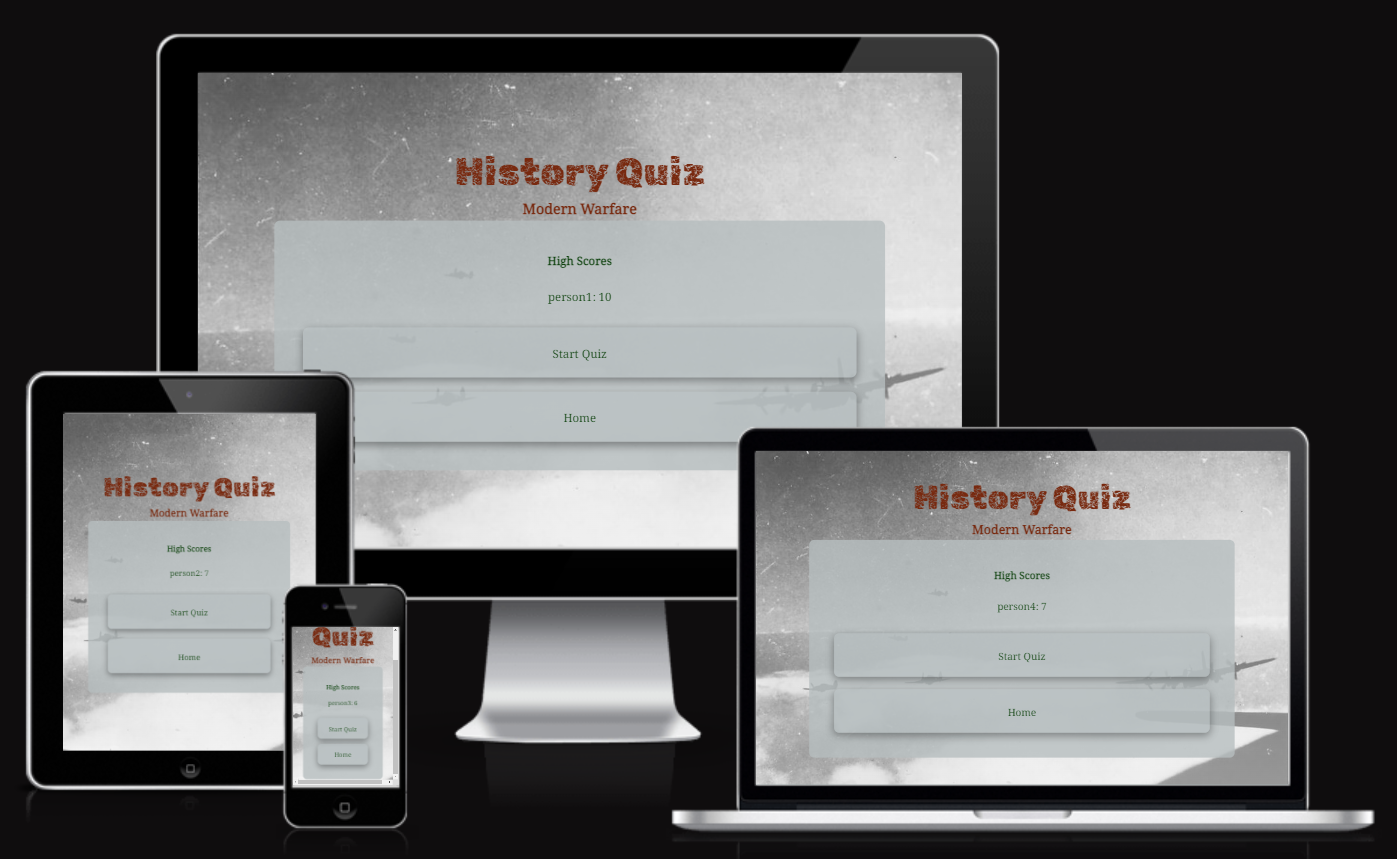 History Quiz
Modern Warfare
High Scores
person1: 10
Start Quiz
Home
History Quiz
Modern Warfare
High Scores
person2: 7
Start Quiz
Home
Quiz
Modern Warfare
High Scores
Start Quiz
Home
History Quiz
Modern Warfare
High Scores
person4: 7
Start Quiz
Home